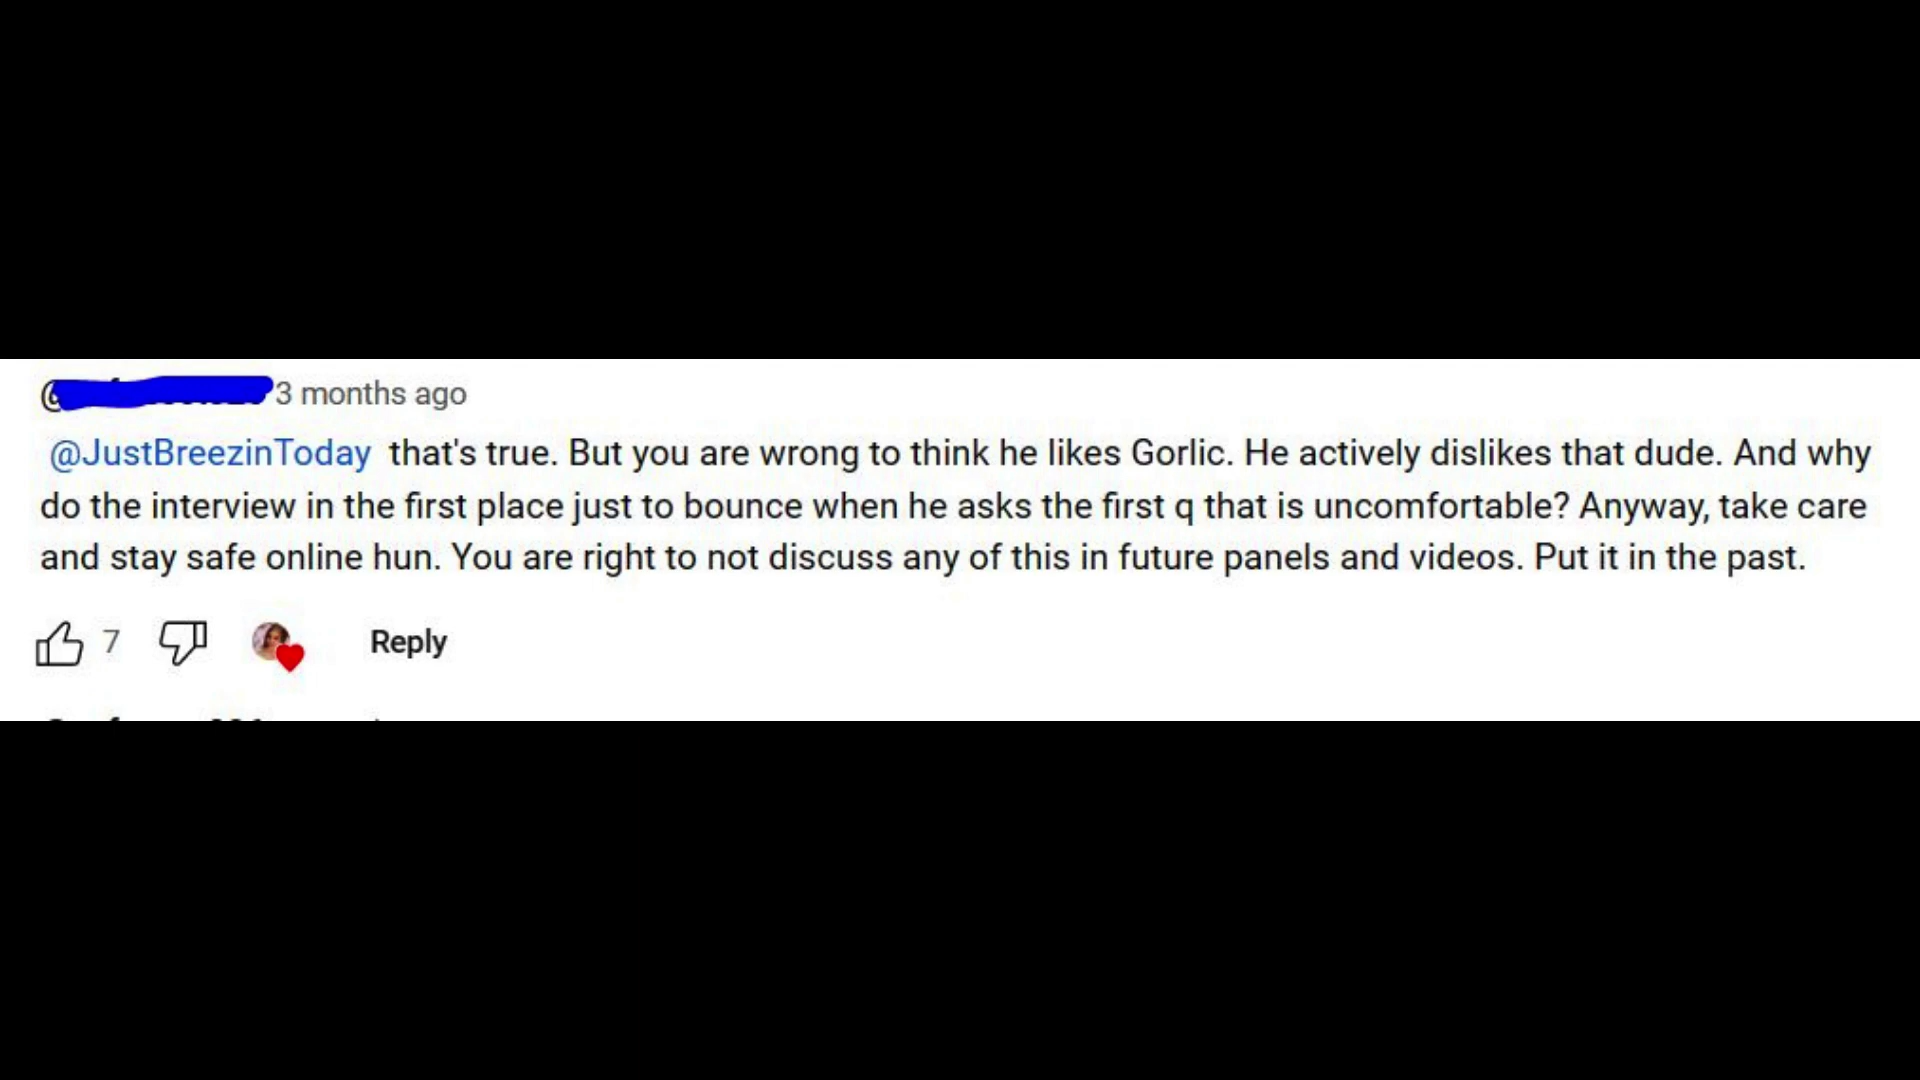 3 months ago
@JustBreezinToday that's true. But you are wrong to think he likes Gorlic. He actively dislikes that dude. And why
do the interview in the first place just to bounce when he asks the first q that is uncomfortable? Anyway, take care
and stay safe online hun. You are right to not discuss any of this in future panels and videos. Put it in the past.
7 Reply